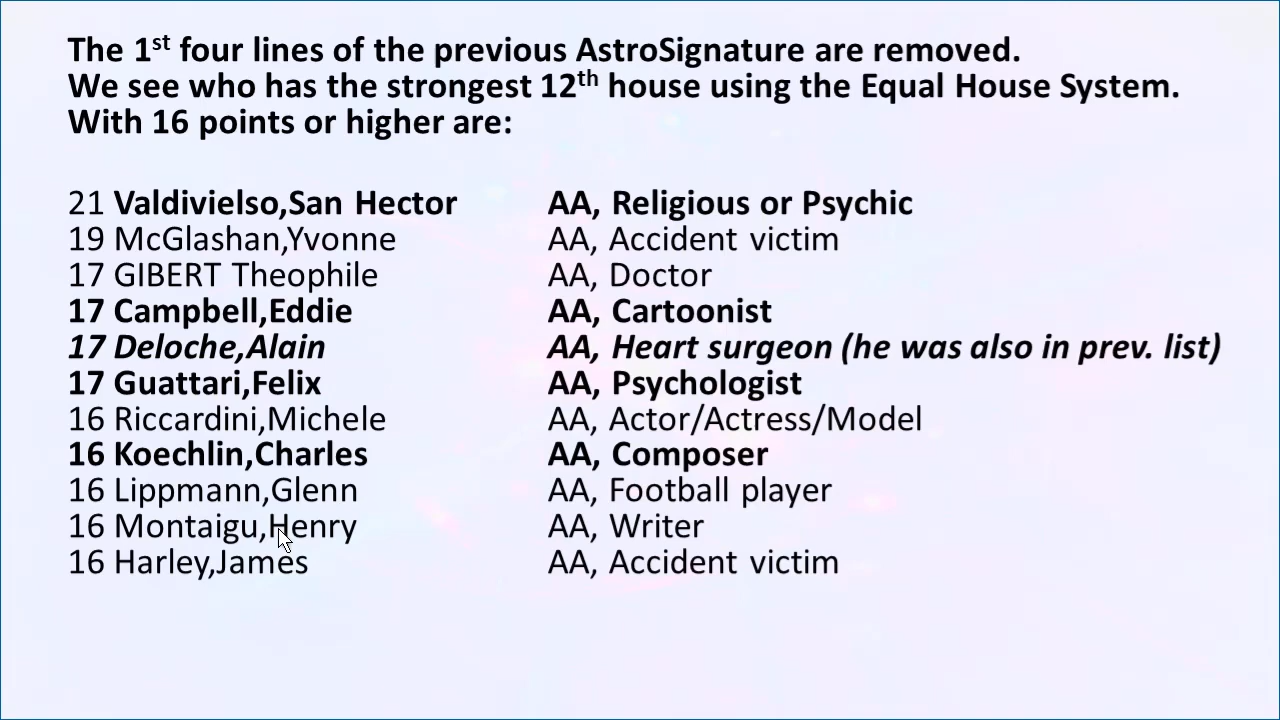 The 1st four lines of the previous AstroSignature are removed.
We see who has the strongest 12th house using the Equal House System.
With 16 points or higher are:
21 Valdivielso,San Hector AA, Religious or Psychic
19 McGlashan,Yvonne AA, Accident victim
17 GIBERT Theophile AA, Doctor
17 Campbell,Eddie AA, Cartoonist
17 Deloche,Alain AA, Heart surgeon (he was also in prev. list)
17 Guattari,Felix AA, Psychologist
16 Riccardini,Michele AA, Actor/Actress/Model
16 Koechlin,Charles AA, Composer
16 Lippmann,Glenn AA, Football player
16 Montaigu,Henry AA, Writer
16 Harley,James AA, Accident victim